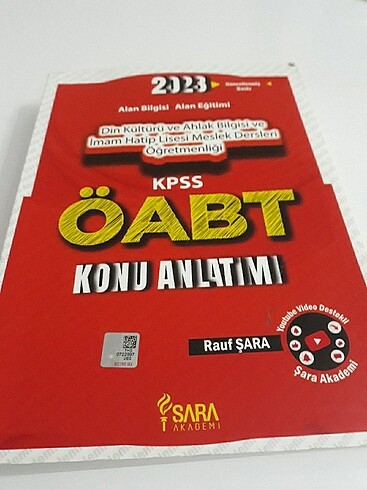 2023
Güncellenmiş
Baskı
Alan Bilgisi Alan Eğitimi
Din Kültürü ve Ahlak Bilgisi ve
İmam Hatip Lisesi Meslek Dersleri
Öğretmenliği
KPSS
ÖABT
KONU ANLATIMI
Youtube Video Destekli!
Rauf ŞARA
Şara Akademi
ŞARA
AKADEMİ